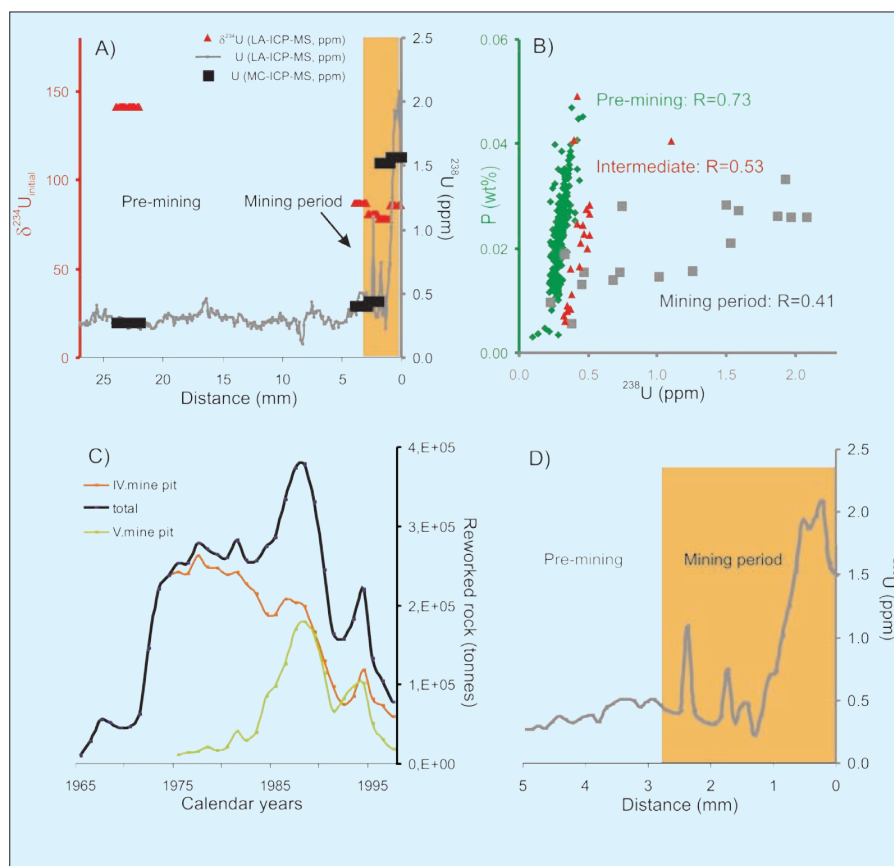 A)
δ²³⁴U (LA-ICP-MS, ppm)
U (LA-ICP-MS, ppm)
U (MC-ICP-MS, ppm)
2.5
2.0
1.5
1.0
0.5
0.0
²³⁸U (ppm)
150
100
50
0
δ²³⁴Uinitial
Pre-mining
Mining period
25 20 15 10 5 0
Distance (mm)
B)
0.06
0.04
0.02
0.00
P (wt%)
Pre-mining: R=0.73
Intermediate: R=0.53
Mining period: R=0.41
0.0 0.5 1.0 1.5 2.0
²³⁸U (ppm)
C)
IV.mine pit
total
V.mine pit
4,E+05
3,E+05
2,E+05
1,E+05
0,E+00
Reworked rock (tonnes)
1965 1975 1985 1995
Calendar years
D)
2.5
2.0
1.5
1.0
0.5
0.0
U (ppm)
Pre-mining
Mining period
5 4 3 2 1 0
Distance (mm)